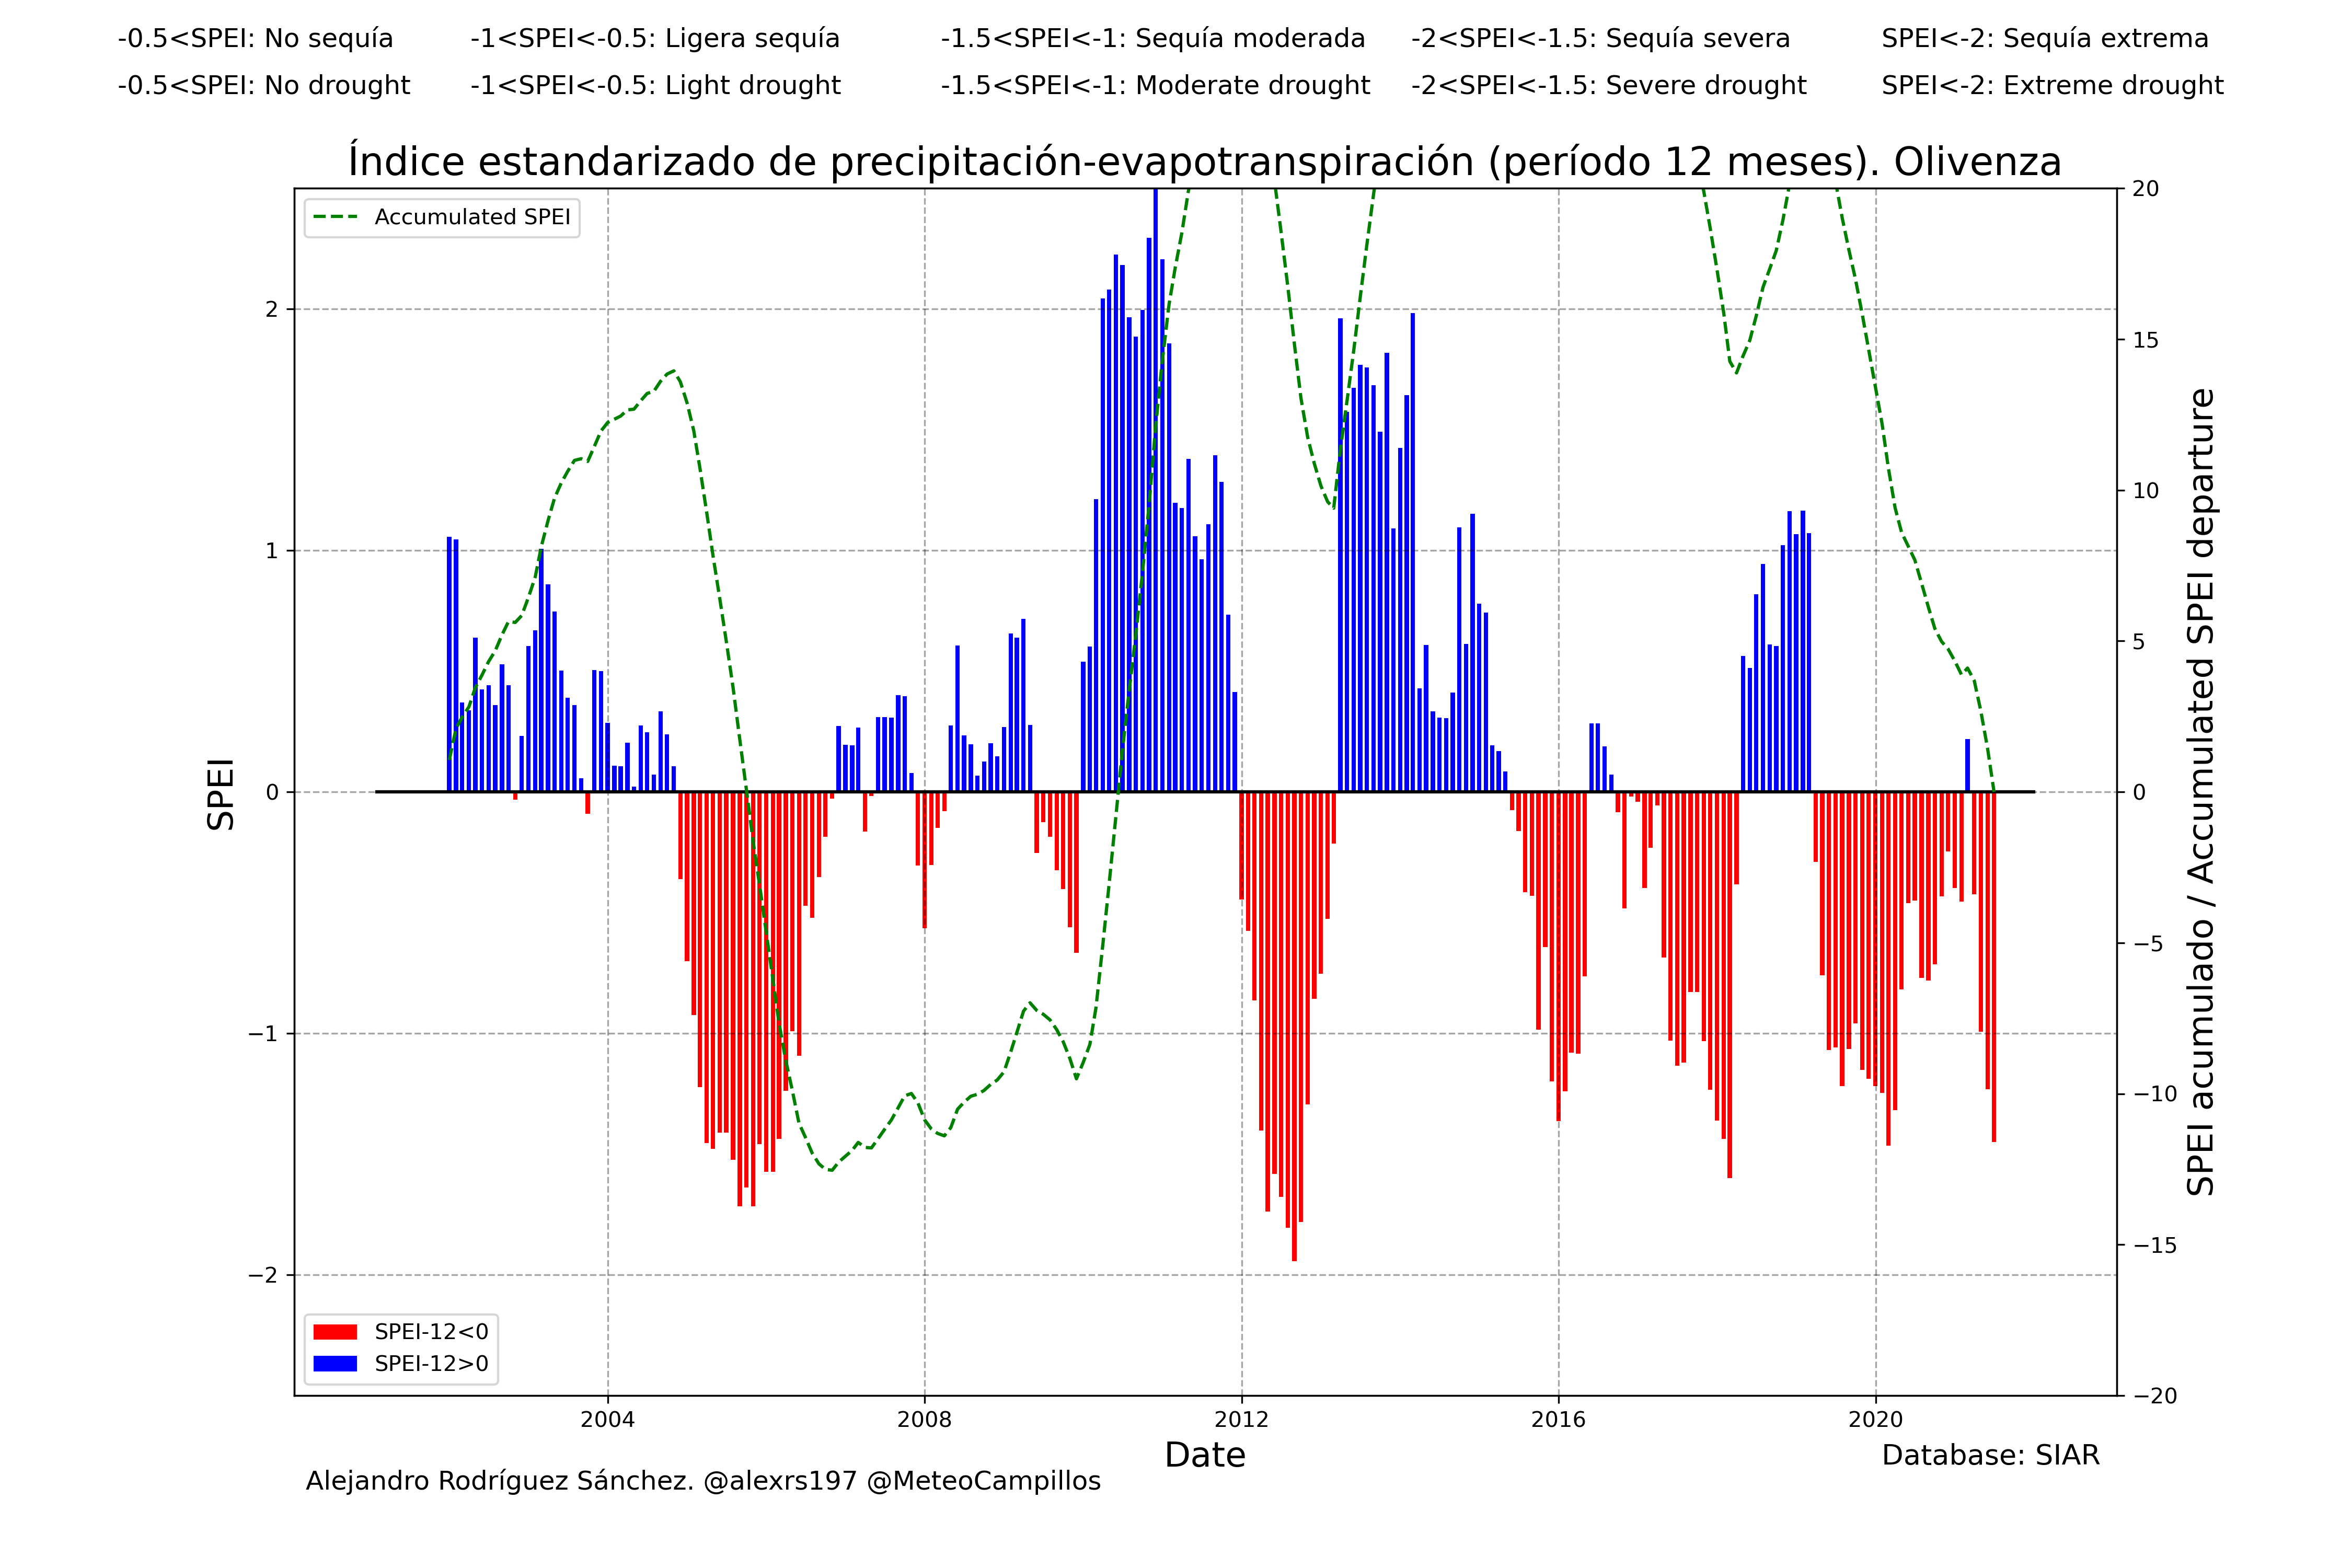 -0.5<SPEI: No sequía -1<SPEI<-0.5: Ligera sequía -1.5<SPEI<-1: Sequía moderada -2<SPEI<-1.5: Sequía severa SPEI<-2: Sequía extrema
-0.5<SPEI: No drought -1<SPEI<-0.5: Light drought -1.5<SPEI<-1: Moderate drought -2<SPEI<-1.5: Severe drought SPEI<-2: Extreme drought
Índice estandarizado de precipitación-evapotranspiración (período 12 meses). Olivenza
Accumulated SPEI
2
1
0
−1
−2
SPEI
20
15
10
5
0
−5
−10
−15
−20
SPEI acumulado / Accumulated SPEI departure
SPEI-12<0
SPEI-12>0
2004 2008 2012 2016 2020
Date
Database: SIAR
Alejandro Rodríguez Sánchez. @alexrs197 @MeteoCampillos